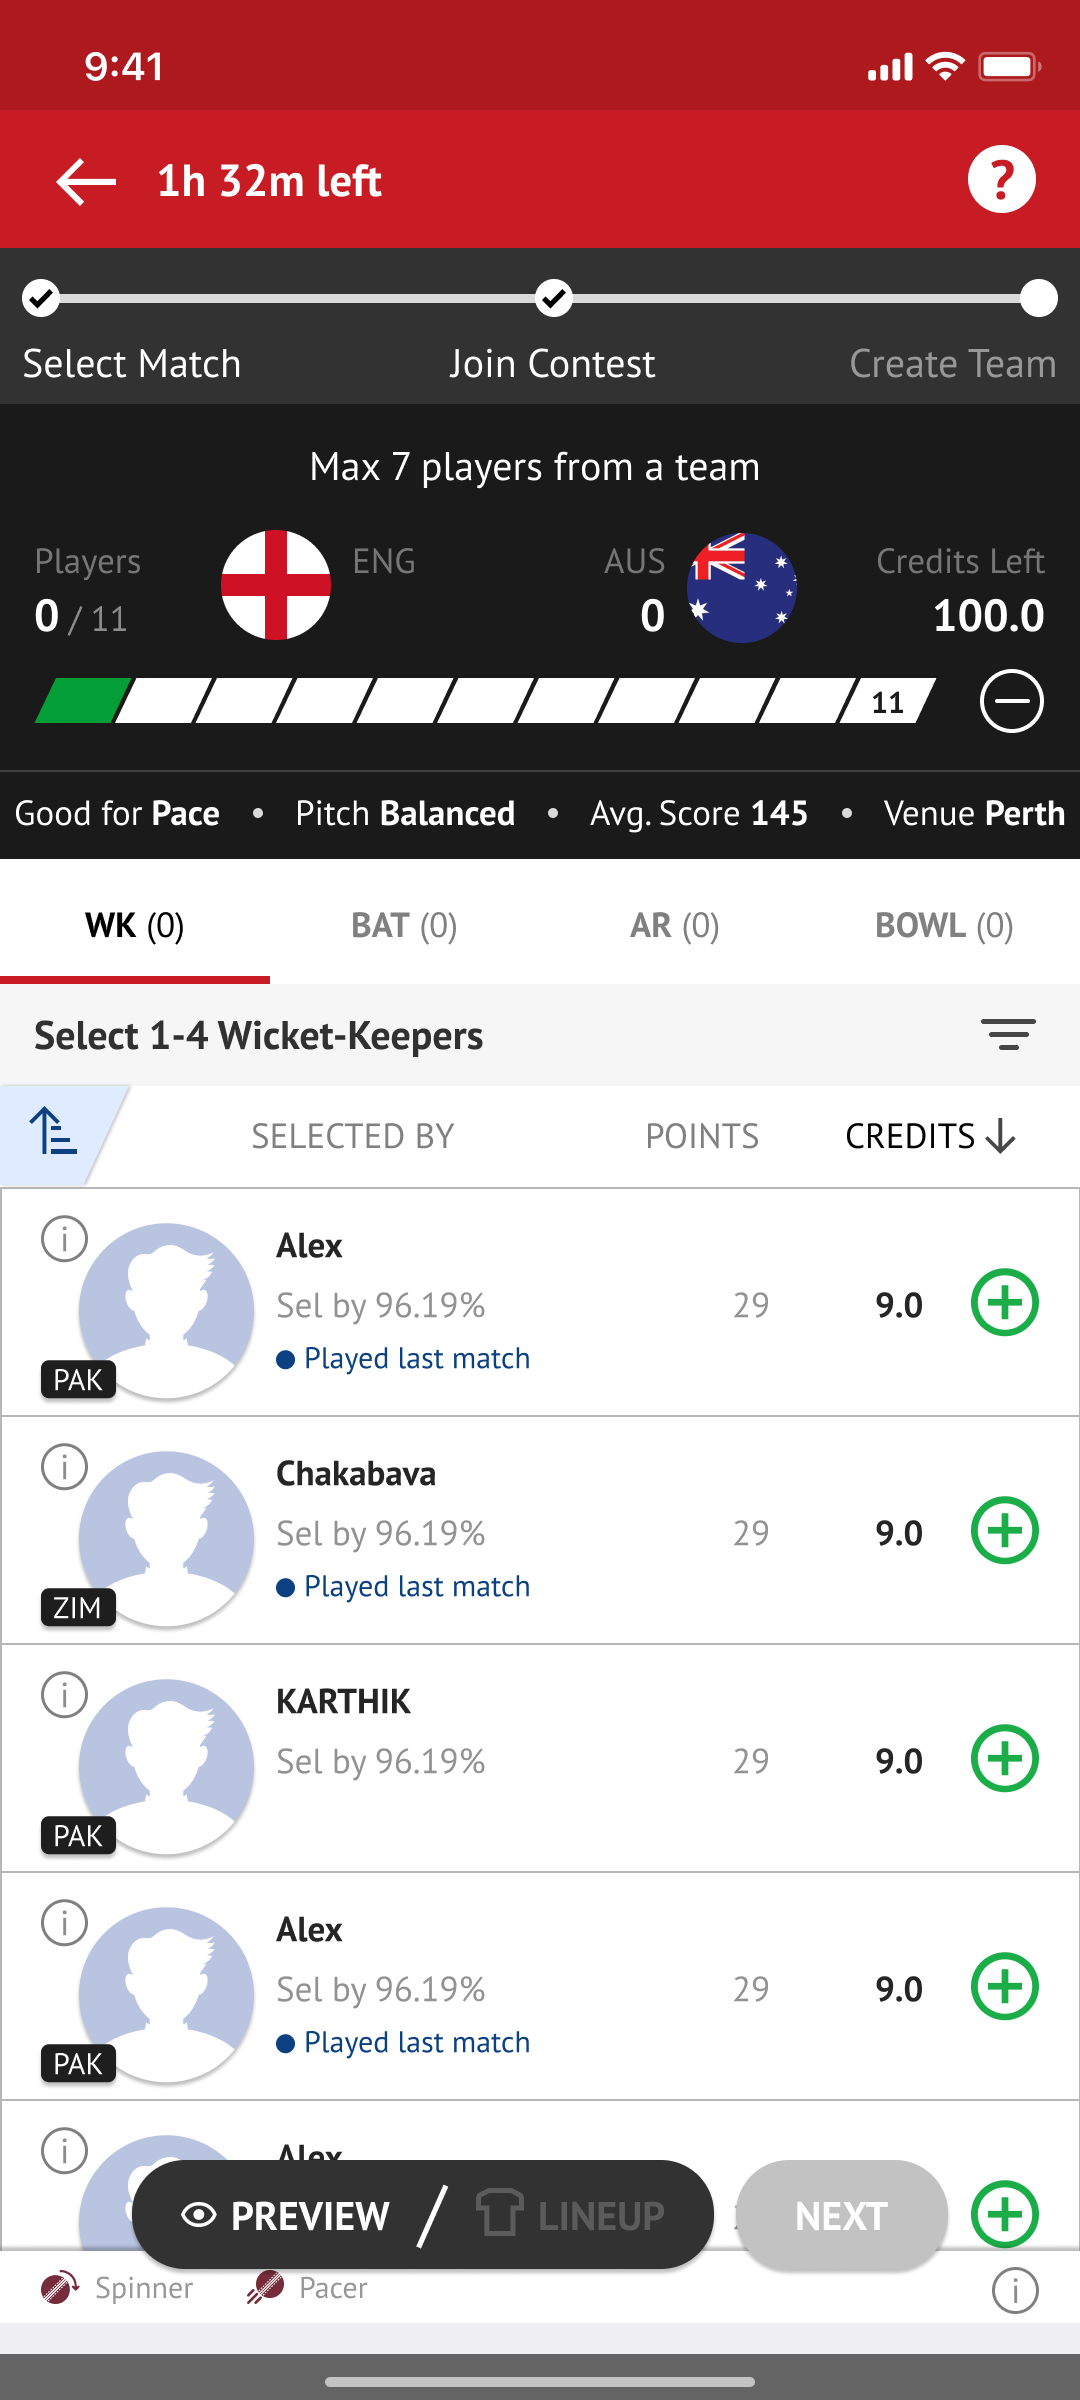 9:41
1h 32m left
?
Select Match
Join Contest
Create Team
Max 7 players from a team
Players
ENG
AUS
Credits Left
0 / 11
0
100.0
11
Good for Pace • Pitch Balanced • Avg. Score 145 • Venue Perth
WK (0)
BAT (0)
AR (0)
BOWL (0)
Select 1-4 Wicket-Keepers
SELECTED BY
POINTS
CREDITS
i
Alex
Sel by 96.19%
29
9.0
Played last match
PAK
i
Chakabava
Sel by 96.19%
29
9.0
Played last match
ZIM
i
KARTHIK
Sel by 96.19%
29
9.0
PAK
i
Alex
Sel by 96.19%
29
9.0
Played last match
PAK
i
Alex
PREVIEW / LINEUP
NEXT
Spinner
Pacer
i